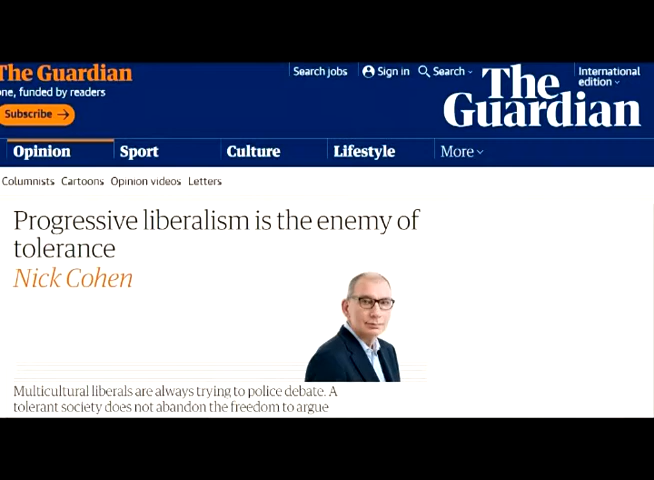 The Guardian
one, funded by readers
Subscribe →
Search jobs
Sign in
Search
The Guardian
International edition
Opinion
Sport
Culture
Lifestyle
More
Columnists Cartoons Opinion videos Letters
Progressive liberalism is the enemy of
tolerance
Nick Cohen
Multicultural liberals are always trying to police debate. A
tolerant society does not abandon the freedom to argue